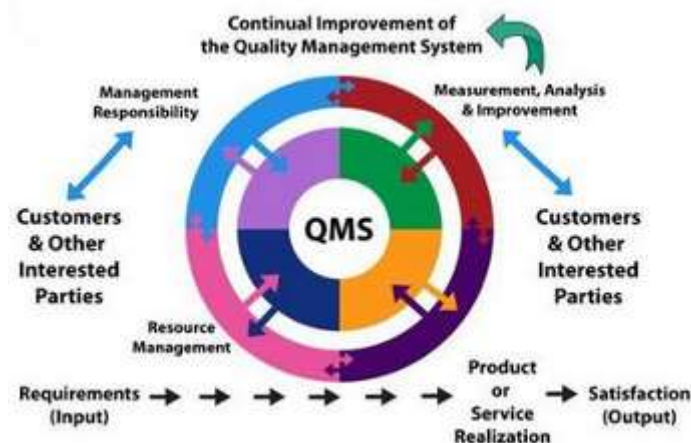 Continual Improvement of
the Quality Management System
Management
Responsibility
Measurement, Analysis
& Improvement
Customers
& Other
Interested
Parties
QMS
Customers
& Other
Interested
Parties
Resource
Management
Requirements
(Input)
Product
or
Service
Realization
Satisfaction
(Output)